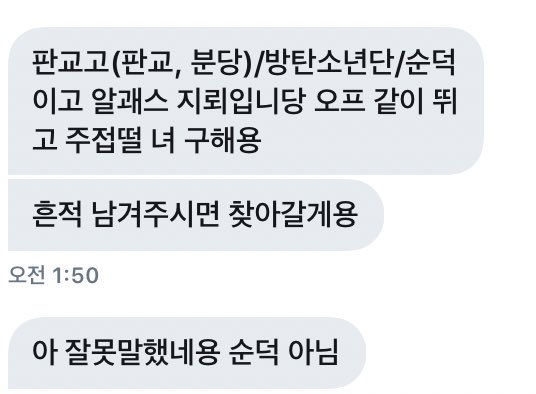 판교고(판교, 분당)/방탄소년단/순덕
이고 알괘스 지뢰입니당 오프 같이 뛰
고 주접떨 녀 구해용
흔적 남겨주시면 찾아갈게용
오전 1:50
아 잘못말했네용 순덕 아님